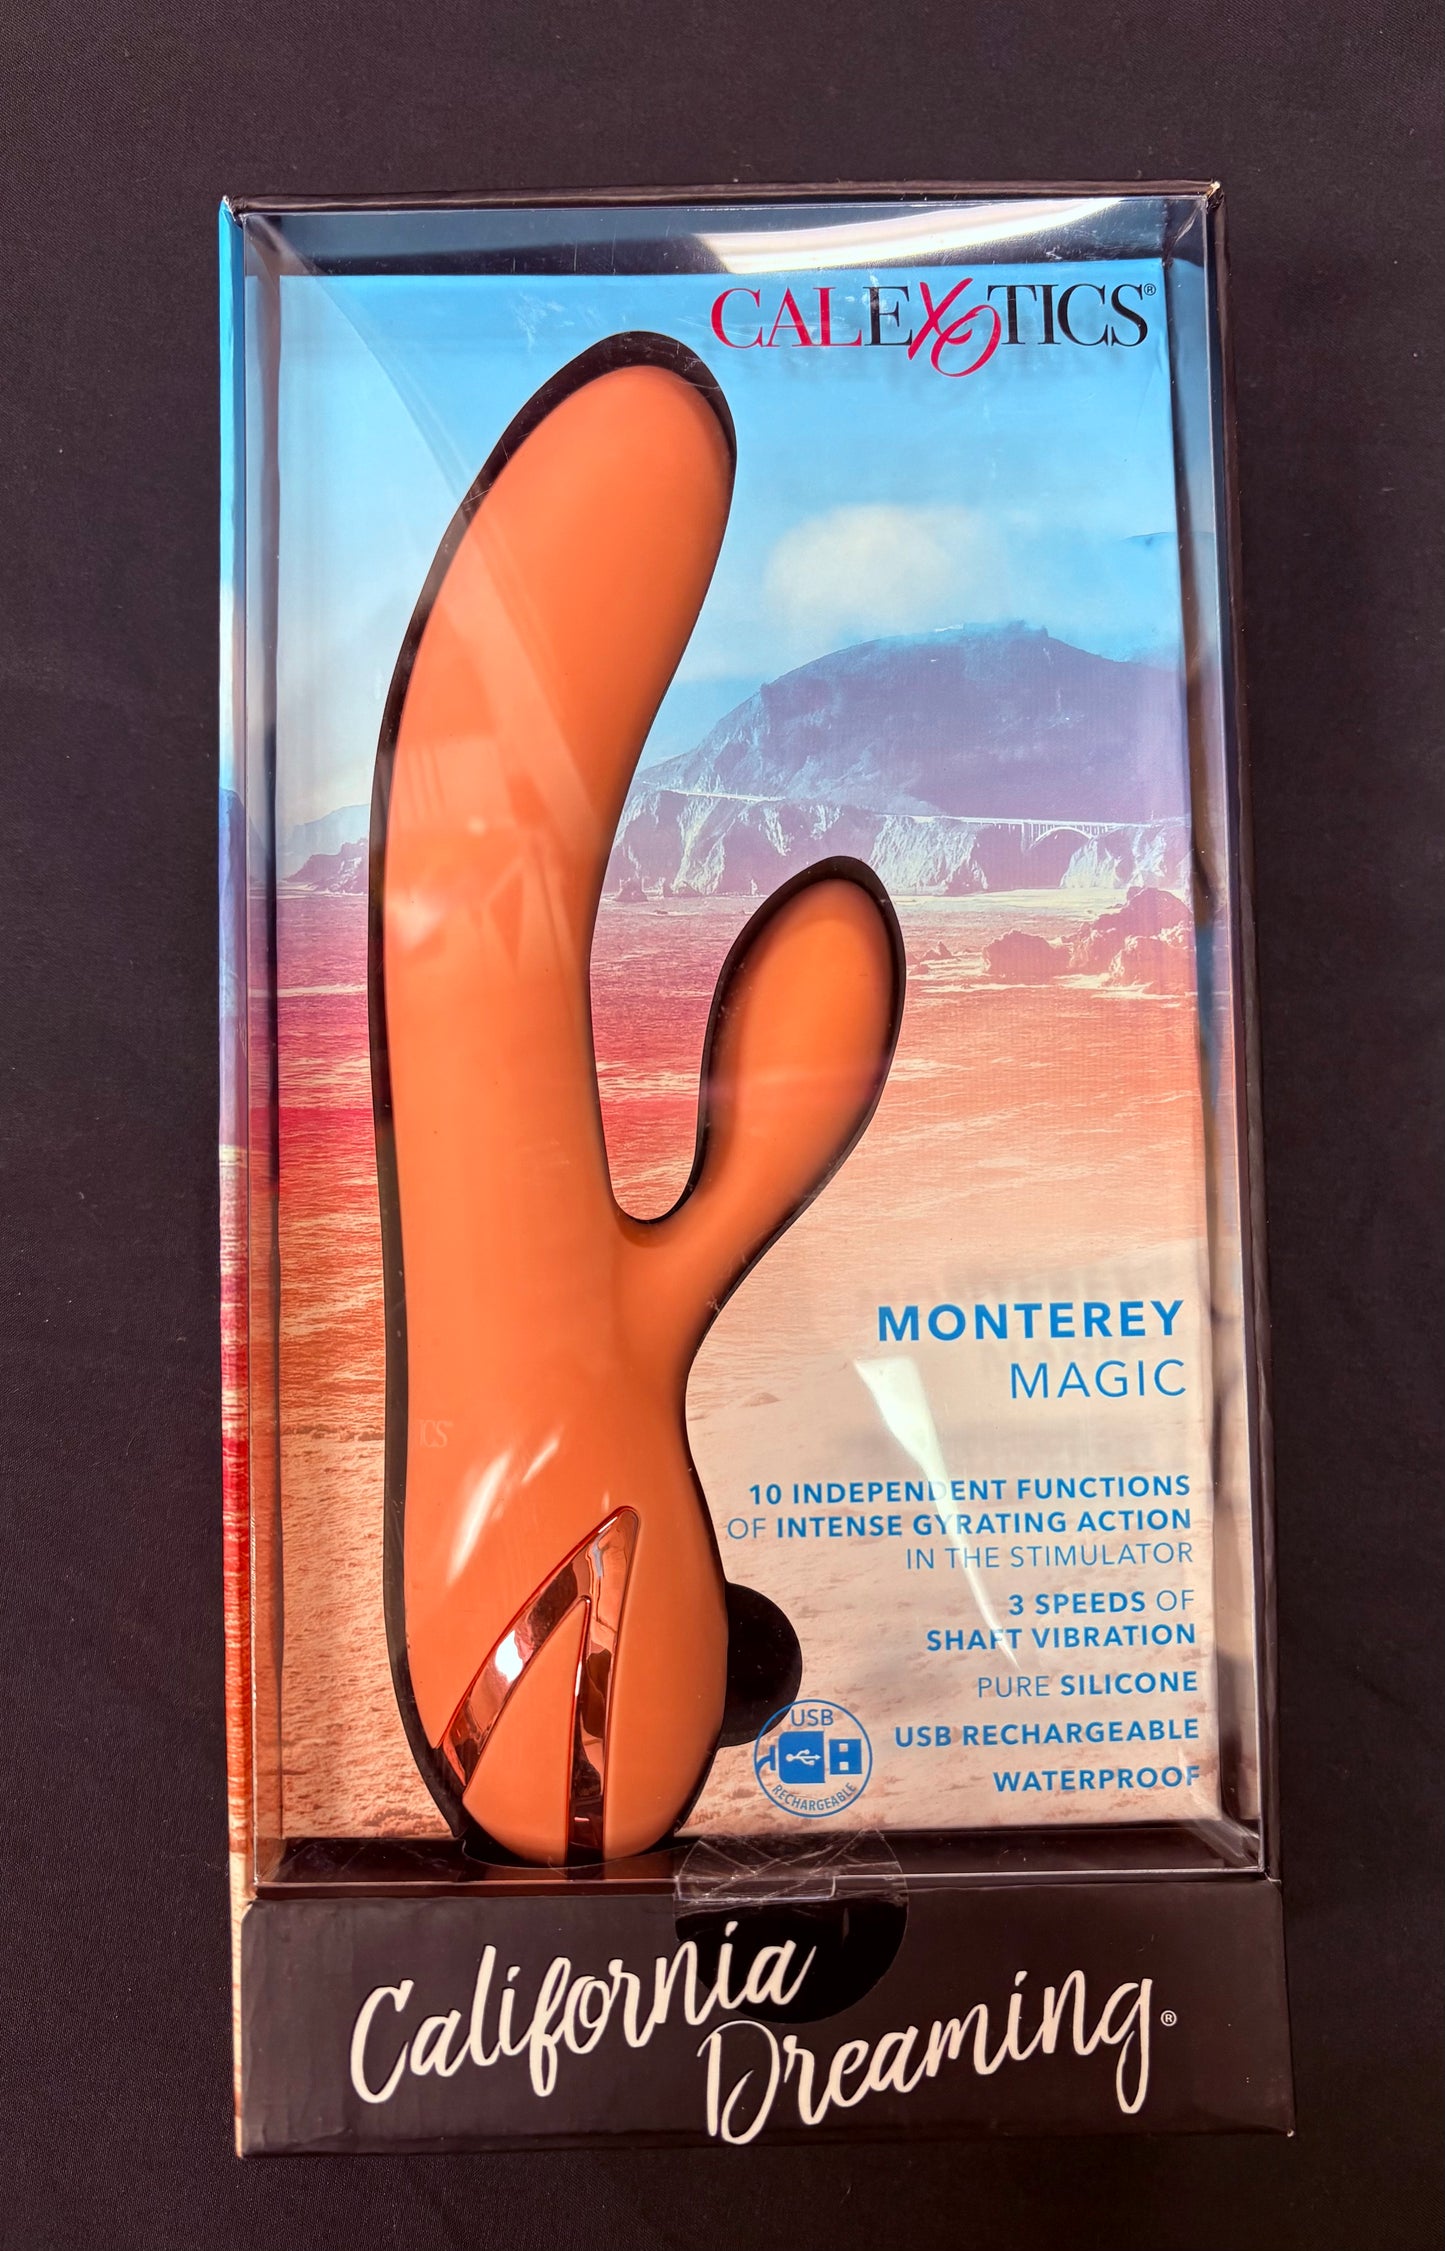 CALEXOTICS®
MONTEREY
MAGIC
10 INDEPENDENT FUNCTIONS
OF INTENSE GYRATING ACTION
IN THE STIMULATOR
3 SPEEDS OF
SHAFT VIBRATION
PURE SILICONE
USB RECHARGEABLE
WATERPROOF
USB
RECHARGEABLE
California
Dreaming®